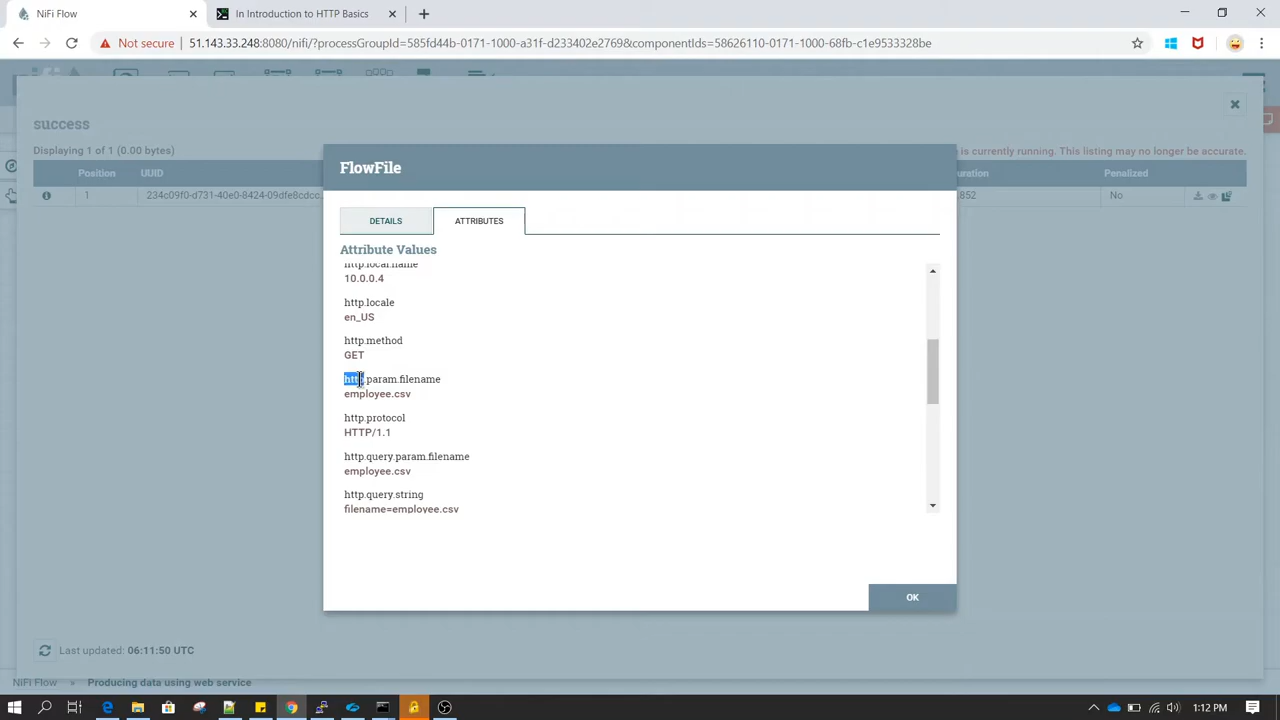 NiFi Flow
In Introduction to HTTP Basics
Not secure 51.143.33.248:8080/nifi/?processGroupId=585fd44b-0171-1000-a31f-d233402e2769&componentIds=58626110-0171-1000-68fb-c1e9533328be
success
Displaying 1 of 1 (0.00 bytes)
is currently running. This listing may no longer be accurate.
Position UUID uration Penalized
1 234c09f0-d731-40e0-8424-09dfe8cdcc... .852 No
FlowFile
DETAILS ATTRIBUTES
Attribute Values
http.local.name
10.0.0.4
http.locale
en_US
http.method
GET
http.param.filename
employee.csv
http.protocol
HTTP/1.1
http.query.param.filename
employee.csv
http.query.string
filename=employee.csv
OK
Last updated: 06:11:50 UTC
NiFi Flow » Producing data using web service
1:12 PM